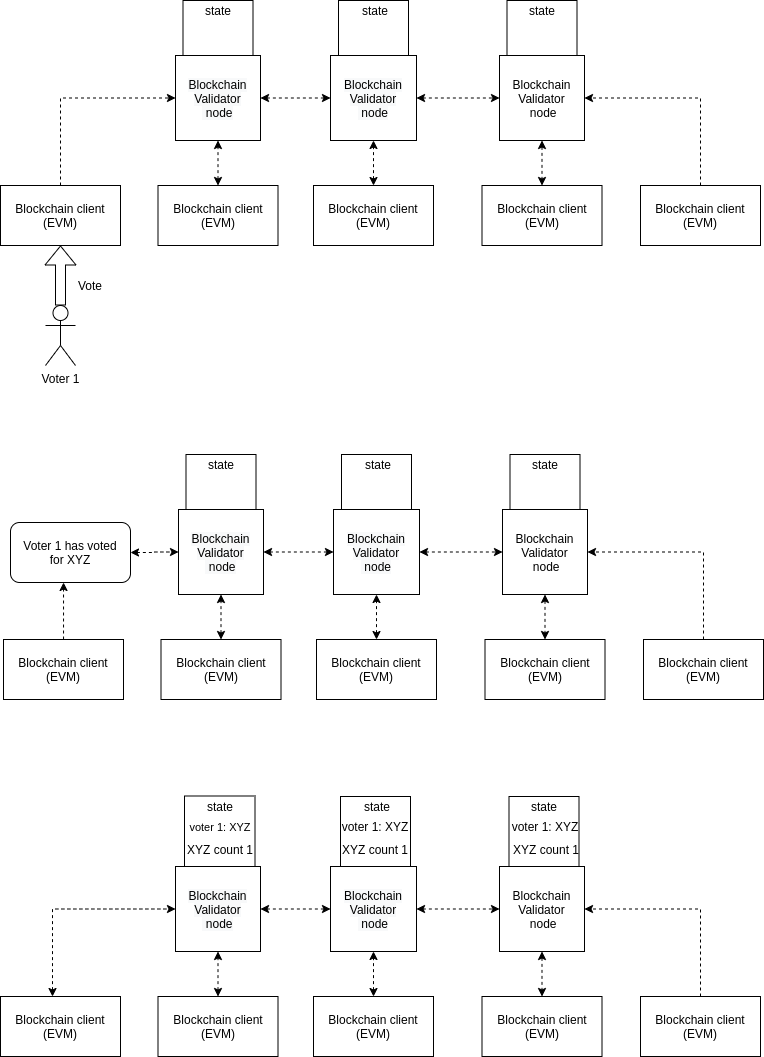 state
state
state
Blockchain
Validator
node
Blockchain
Validator
node
Blockchain
Validator
node
Blockchain client
(EVM)
Blockchain client
(EVM)
Blockchain client
(EVM)
Blockchain client
(EVM)
Blockchain client
(EVM)
Vote
Voter 1
state
state
state
Voter 1 has voted
for XYZ
Blockchain
Validator
node
Blockchain
Validator
node
Blockchain
Validator
node
Blockchain client
(EVM)
Blockchain client
(EVM)
Blockchain client
(EVM)
Blockchain client
(EVM)
Blockchain client
(EVM)
state
voter 1: XYZ
XYZ count 1
state
voter 1: XYZ
XYZ count 1
state
voter 1: XYZ
XYZ count 1
Blockchain
Validator
node
Blockchain
Validator
node
Blockchain
Validator
node
Blockchain client
(EVM)
Blockchain client
(EVM)
Blockchain client
(EVM)
Blockchain client
(EVM)
Blockchain client
(EVM)